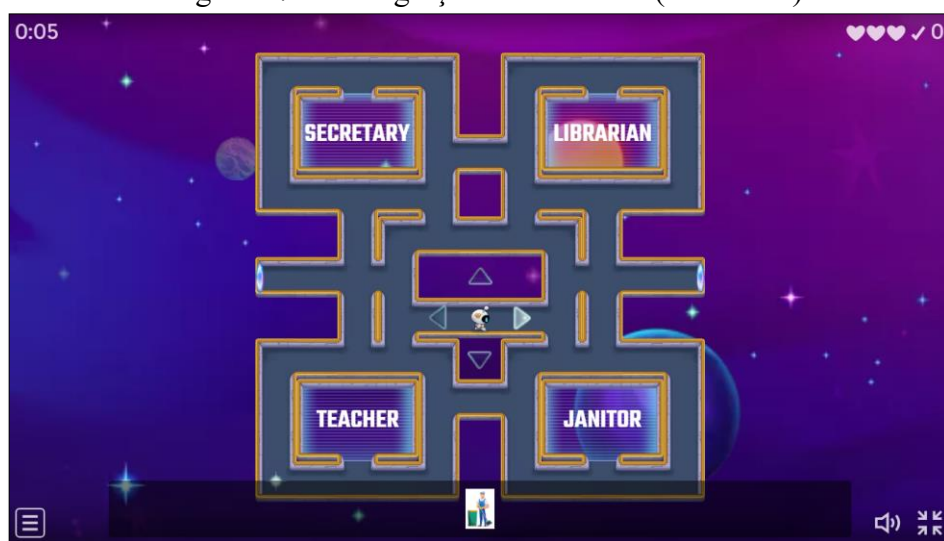 0:05
✓ 0
SECRETARY
LIBRARIAN
TEACHER
JANITOR